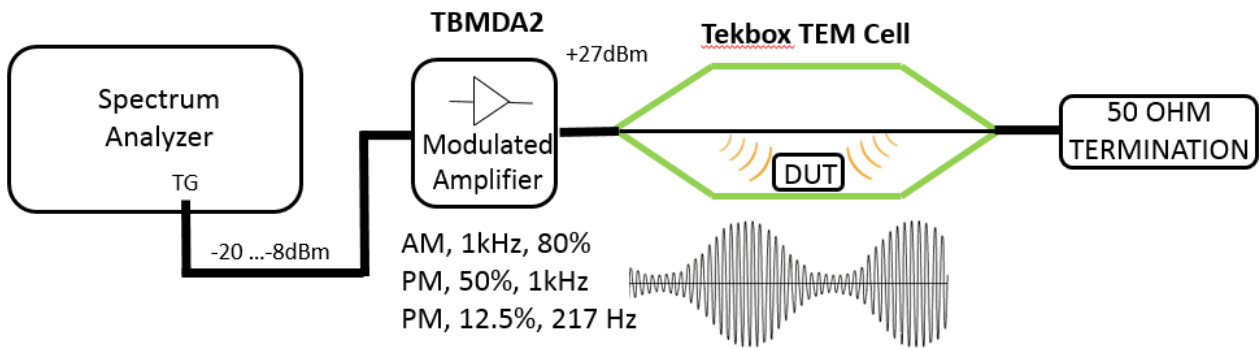 TBMDA2
Tekbox TEM Cell
+27dBm
Spectrum
Analyzer
TG
-20 ...-8dBm
Modulated
Amplifier
DUT
50 OHM
TERMINATION
AM, 1kHz, 80%
PM, 50%, 1kHz
PM, 12.5%, 217 Hz